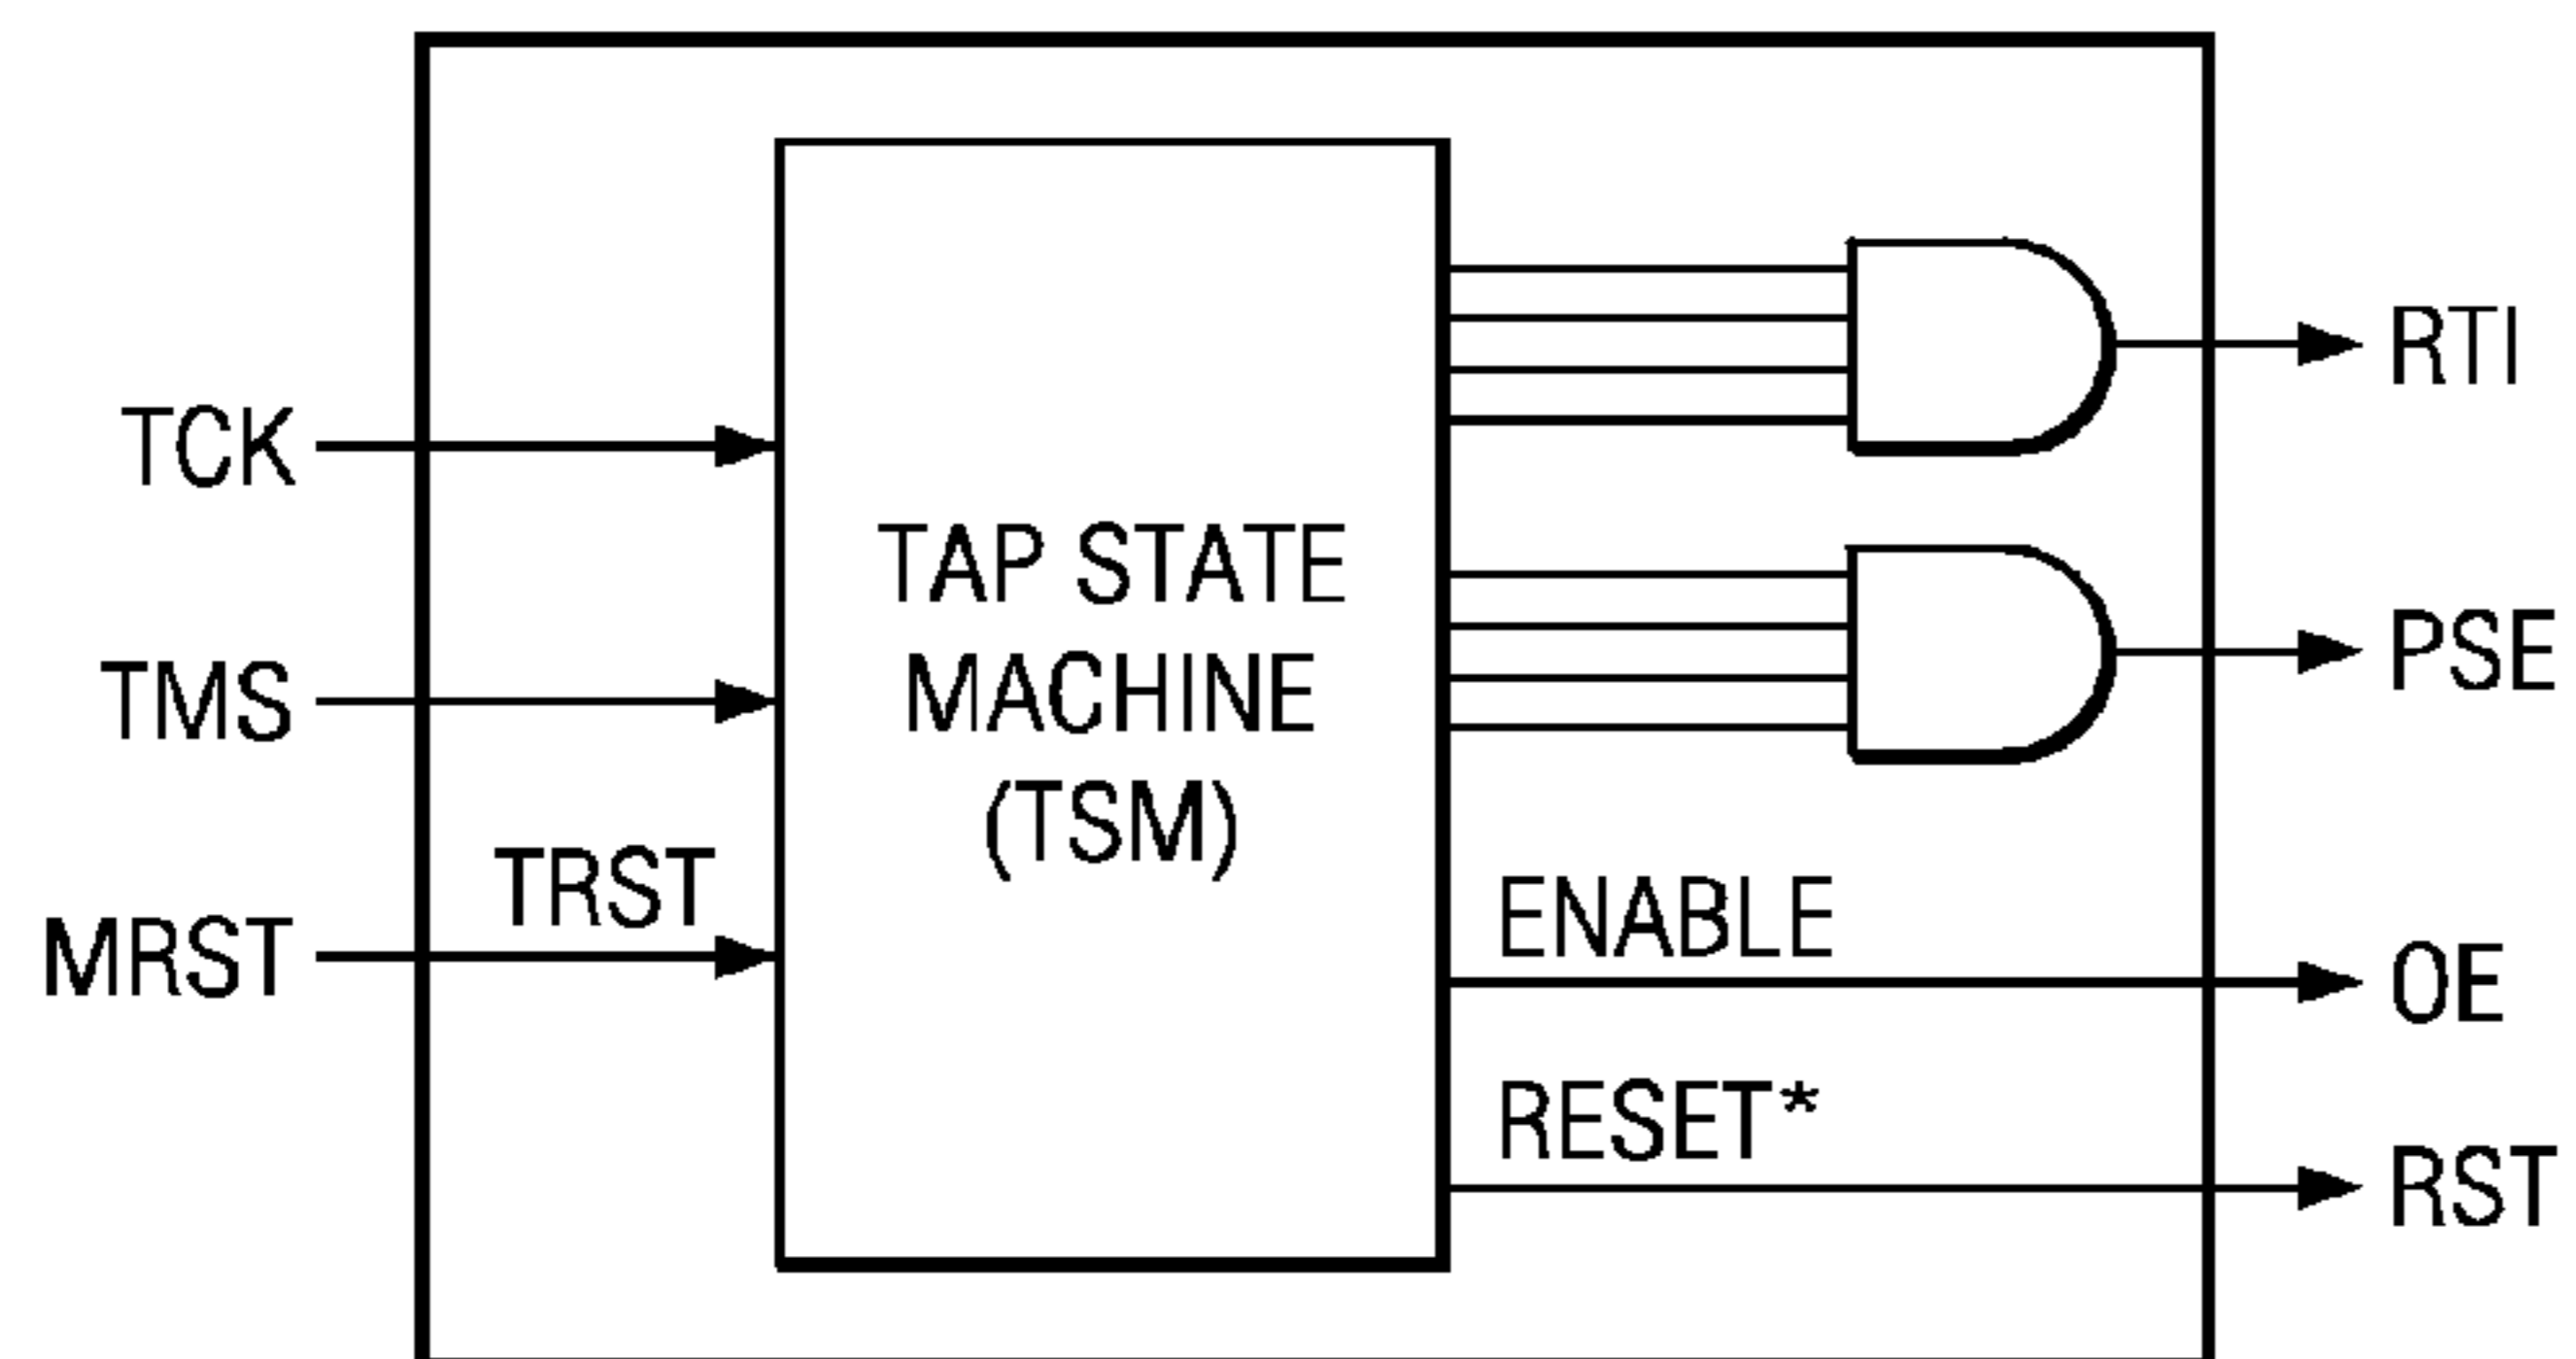 TCK
TMS
MRST
TRST
TAP STATE
MACHINE
(TSM)
ENABLE
RESET*
RTI
PSE
OE
RST